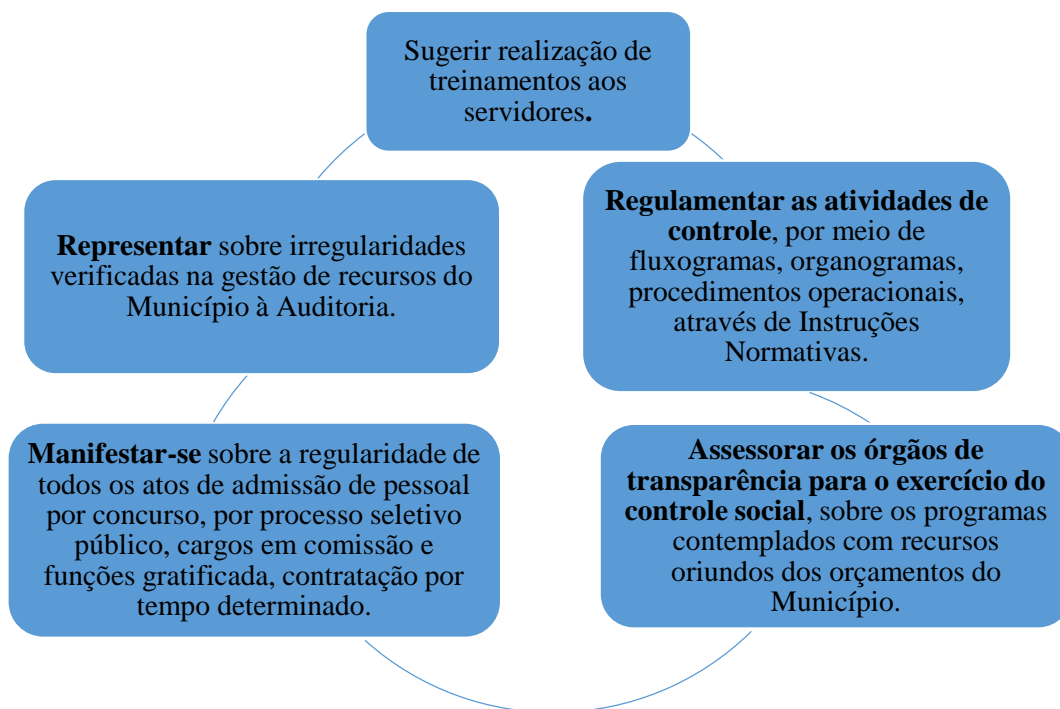 Sugerir realização de
treinamentos aos
servidores.
Regulamentar as atividades de
controle, por meio de
fluxogramas, organogramas,
procedimentos operacionais,
através de Instruções
Normativas.
Assessorar os órgãos de
transparência para o exercício do
controle social, sobre os programas
contemplados com recursos
oriundos dos orçamentos do
Município.
Manifestar-se sobre a regularidade de
todos os atos de admissão de pessoal
por concurso, por processo seletivo
público, cargos em comissão e
funções gratificada, contratação por
tempo determinado.
Representar sobre irregularidades
verificadas na gestão de recursos do
Município à Auditoria.